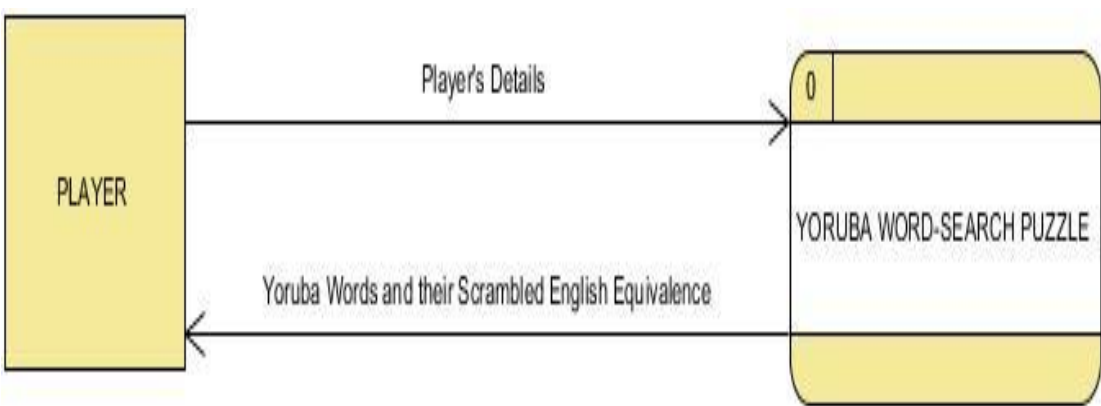 Player's Details
0
PLAYER
YORUBA WORD-SEARCH PUZZLE
Yoruba Words and their Scrambled English Equivalence